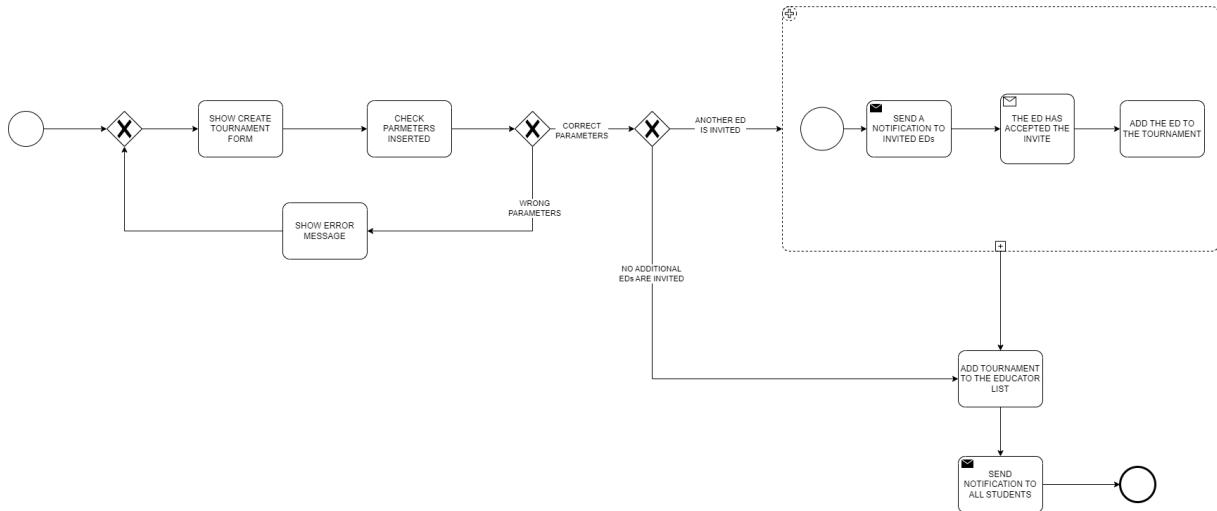 SHOW CREATE
TOURNAMENT
FORM
CHECK
PARMETERS
INSERTED
CORRECT
PARAMETERS
WRONG
PARAMETERS
SHOW ERROR
MESSAGE
ANOTHER ED
IS INVITED
NO ADDITIONAL
EDs ARE INVITED
SEND A
NOTIFICATION TO
INVITED EDs
THE ED HAS
ACCEPTED THE
INVITE
ADD THE ED TO
THE TOURNAMENT
ADD TOURNAMENT
TO THE EDUCATOR
LIST
SEND
NOTIFICATION TO
ALL STUDENTS